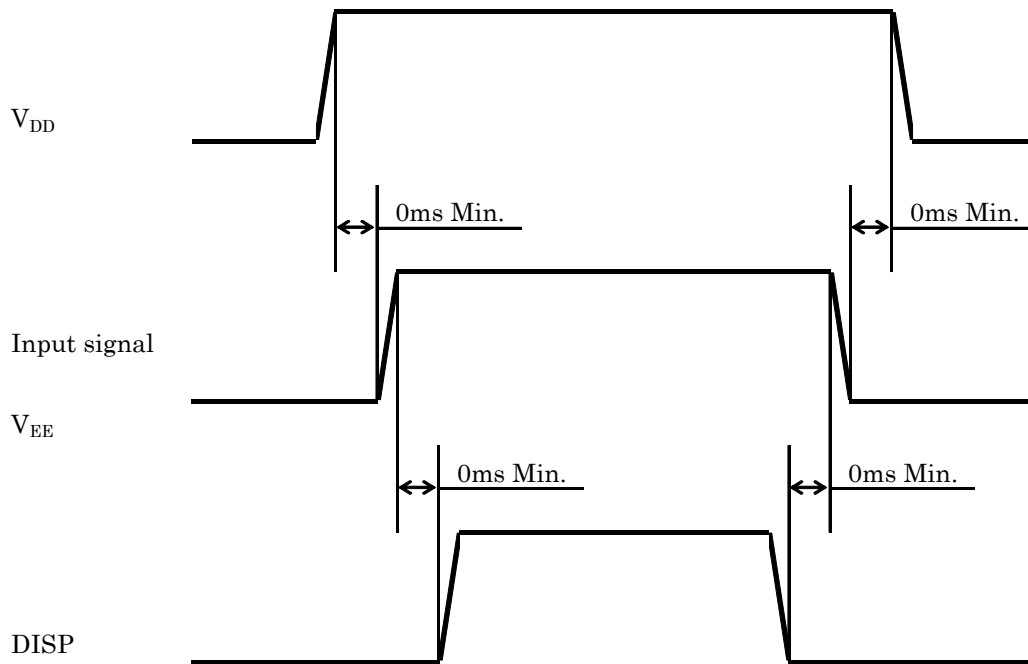 V_DD
0ms Min.
0ms Min.
Input signal
V_EE
0ms Min.
0ms Min.
DISP